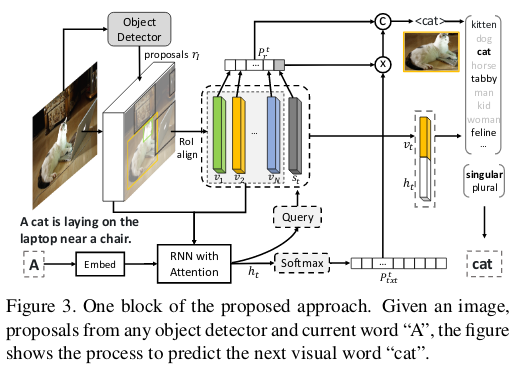 Object
Detector
proposals r_I
P_r^t
...
C
<cat>
kitten
dog
cat
horse
tabby
man
kid
woman
feline
...
X
RoI
align
...
v_1
v_2
v_N
s_t
v_t
h_t
singular
plural
A cat is laying on the
laptop near a chair.
Query
A
Embed
RNN with
Attention
h_t
Softmax
...
P_txt^t
cat
Figure 3. One block of the proposed approach. Given an image,
proposals from any object detector and current word “A”, the figure
shows the process to predict the next visual word “cat”.